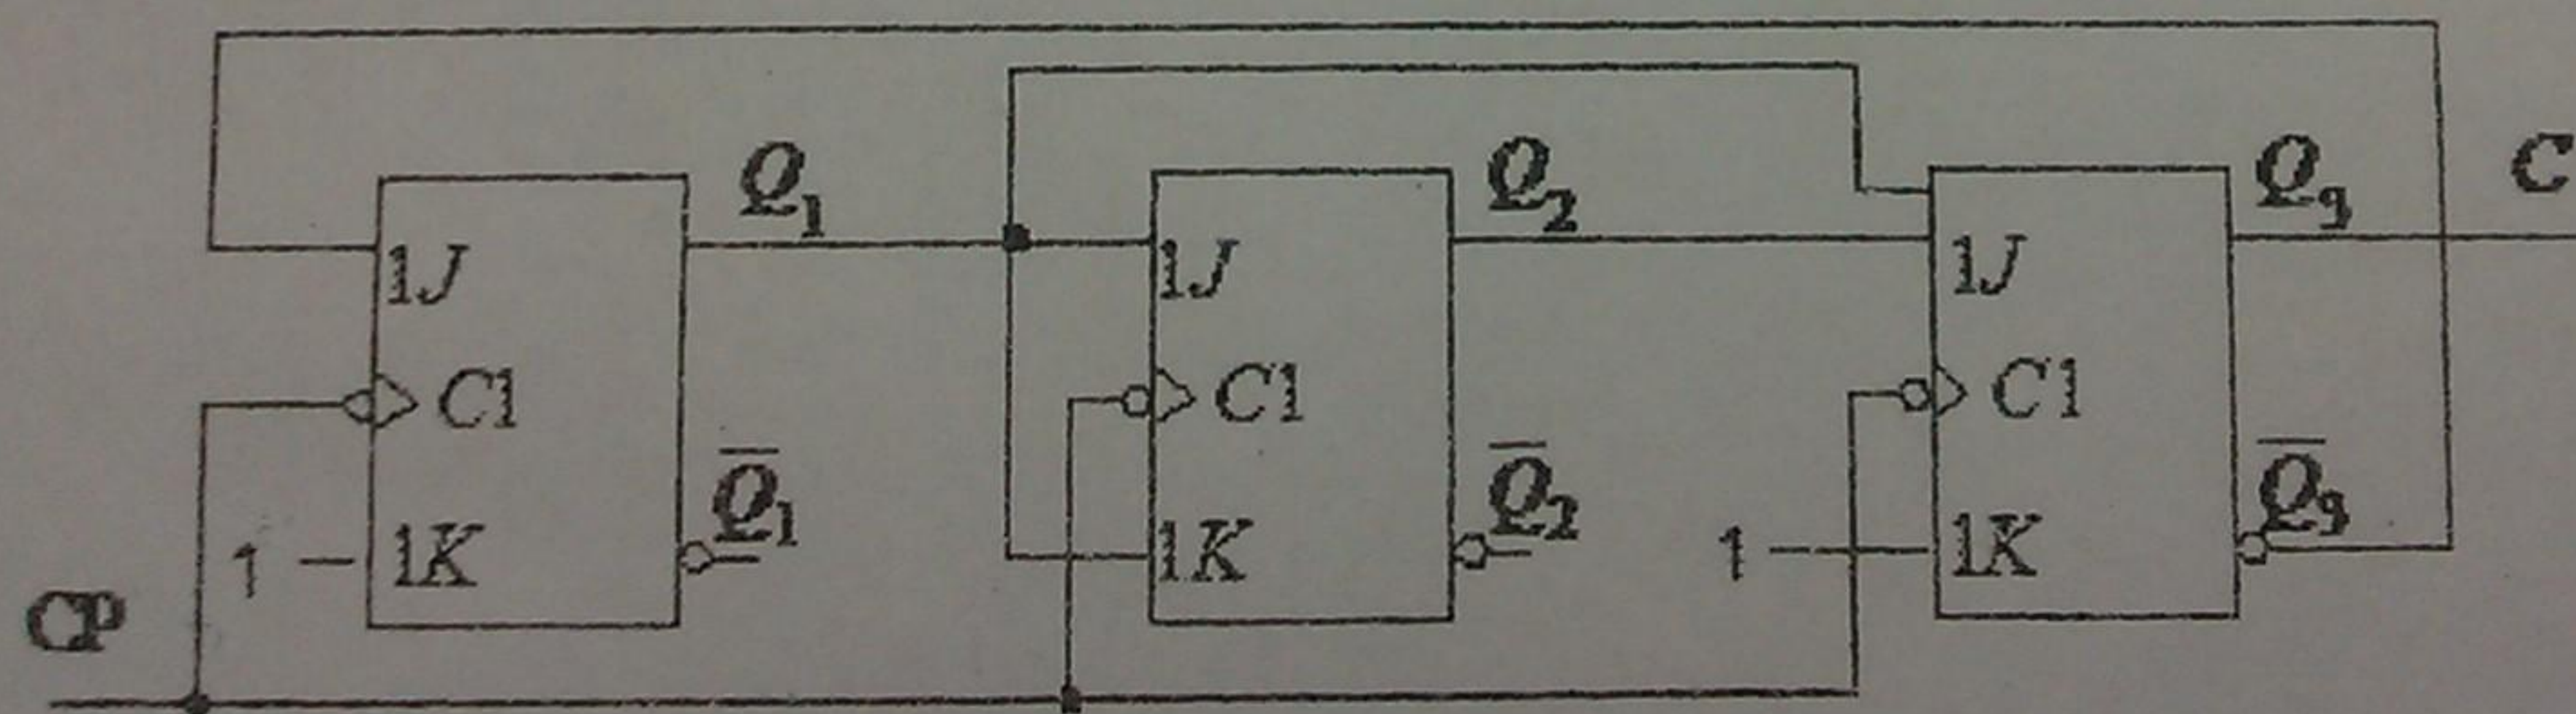 Q₁ Q₂ Q₃ C
1J 1J 1J
C1 C1 C1
Q̅₁ Q̅₂ Q̅₃
1 1K 1K 1 1K
CP